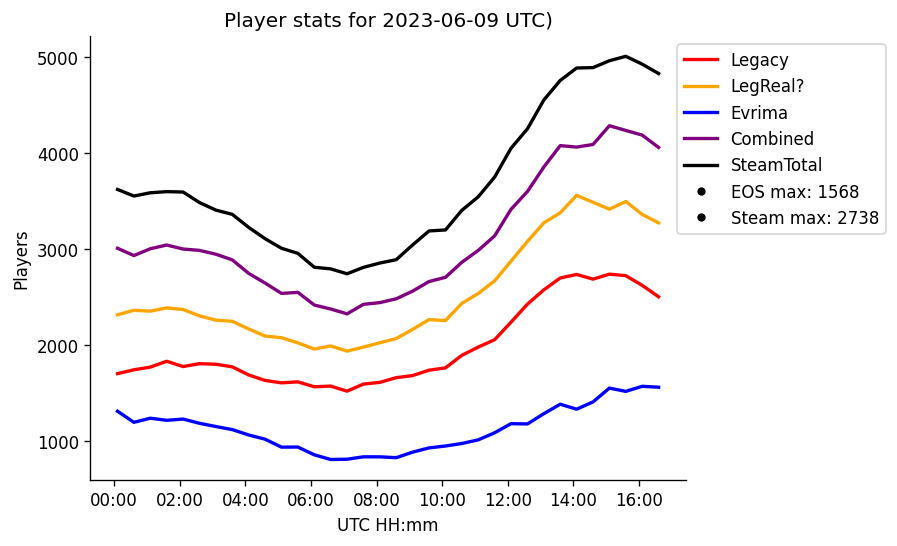 Player stats for 2023-06-09 UTC)
Players
5000
4000
3000
2000
1000
00:00 02:00 04:00 06:00 08:00 10:00 12:00 14:00 16:00
UTC HH:mm
Legacy
LegReal?
Evrima
Combined
SteamTotal
EOS max: 1568
Steam max: 2738